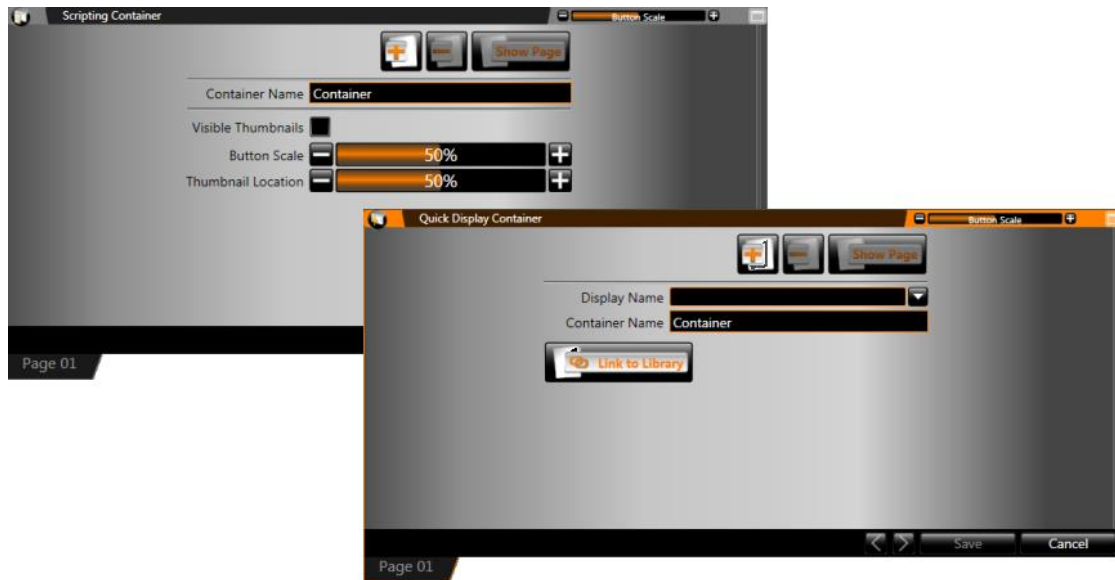 Scripting Container
Button Scale
Show Page
Container Name Container
Visible Thumbnails
Button Scale 50%
Thumbnail Location 50%
Page 01
Quick Display Container
Button Scale
Show Page
Display Name
Container Name Container
Link to Library
Save Cancel
Page 01